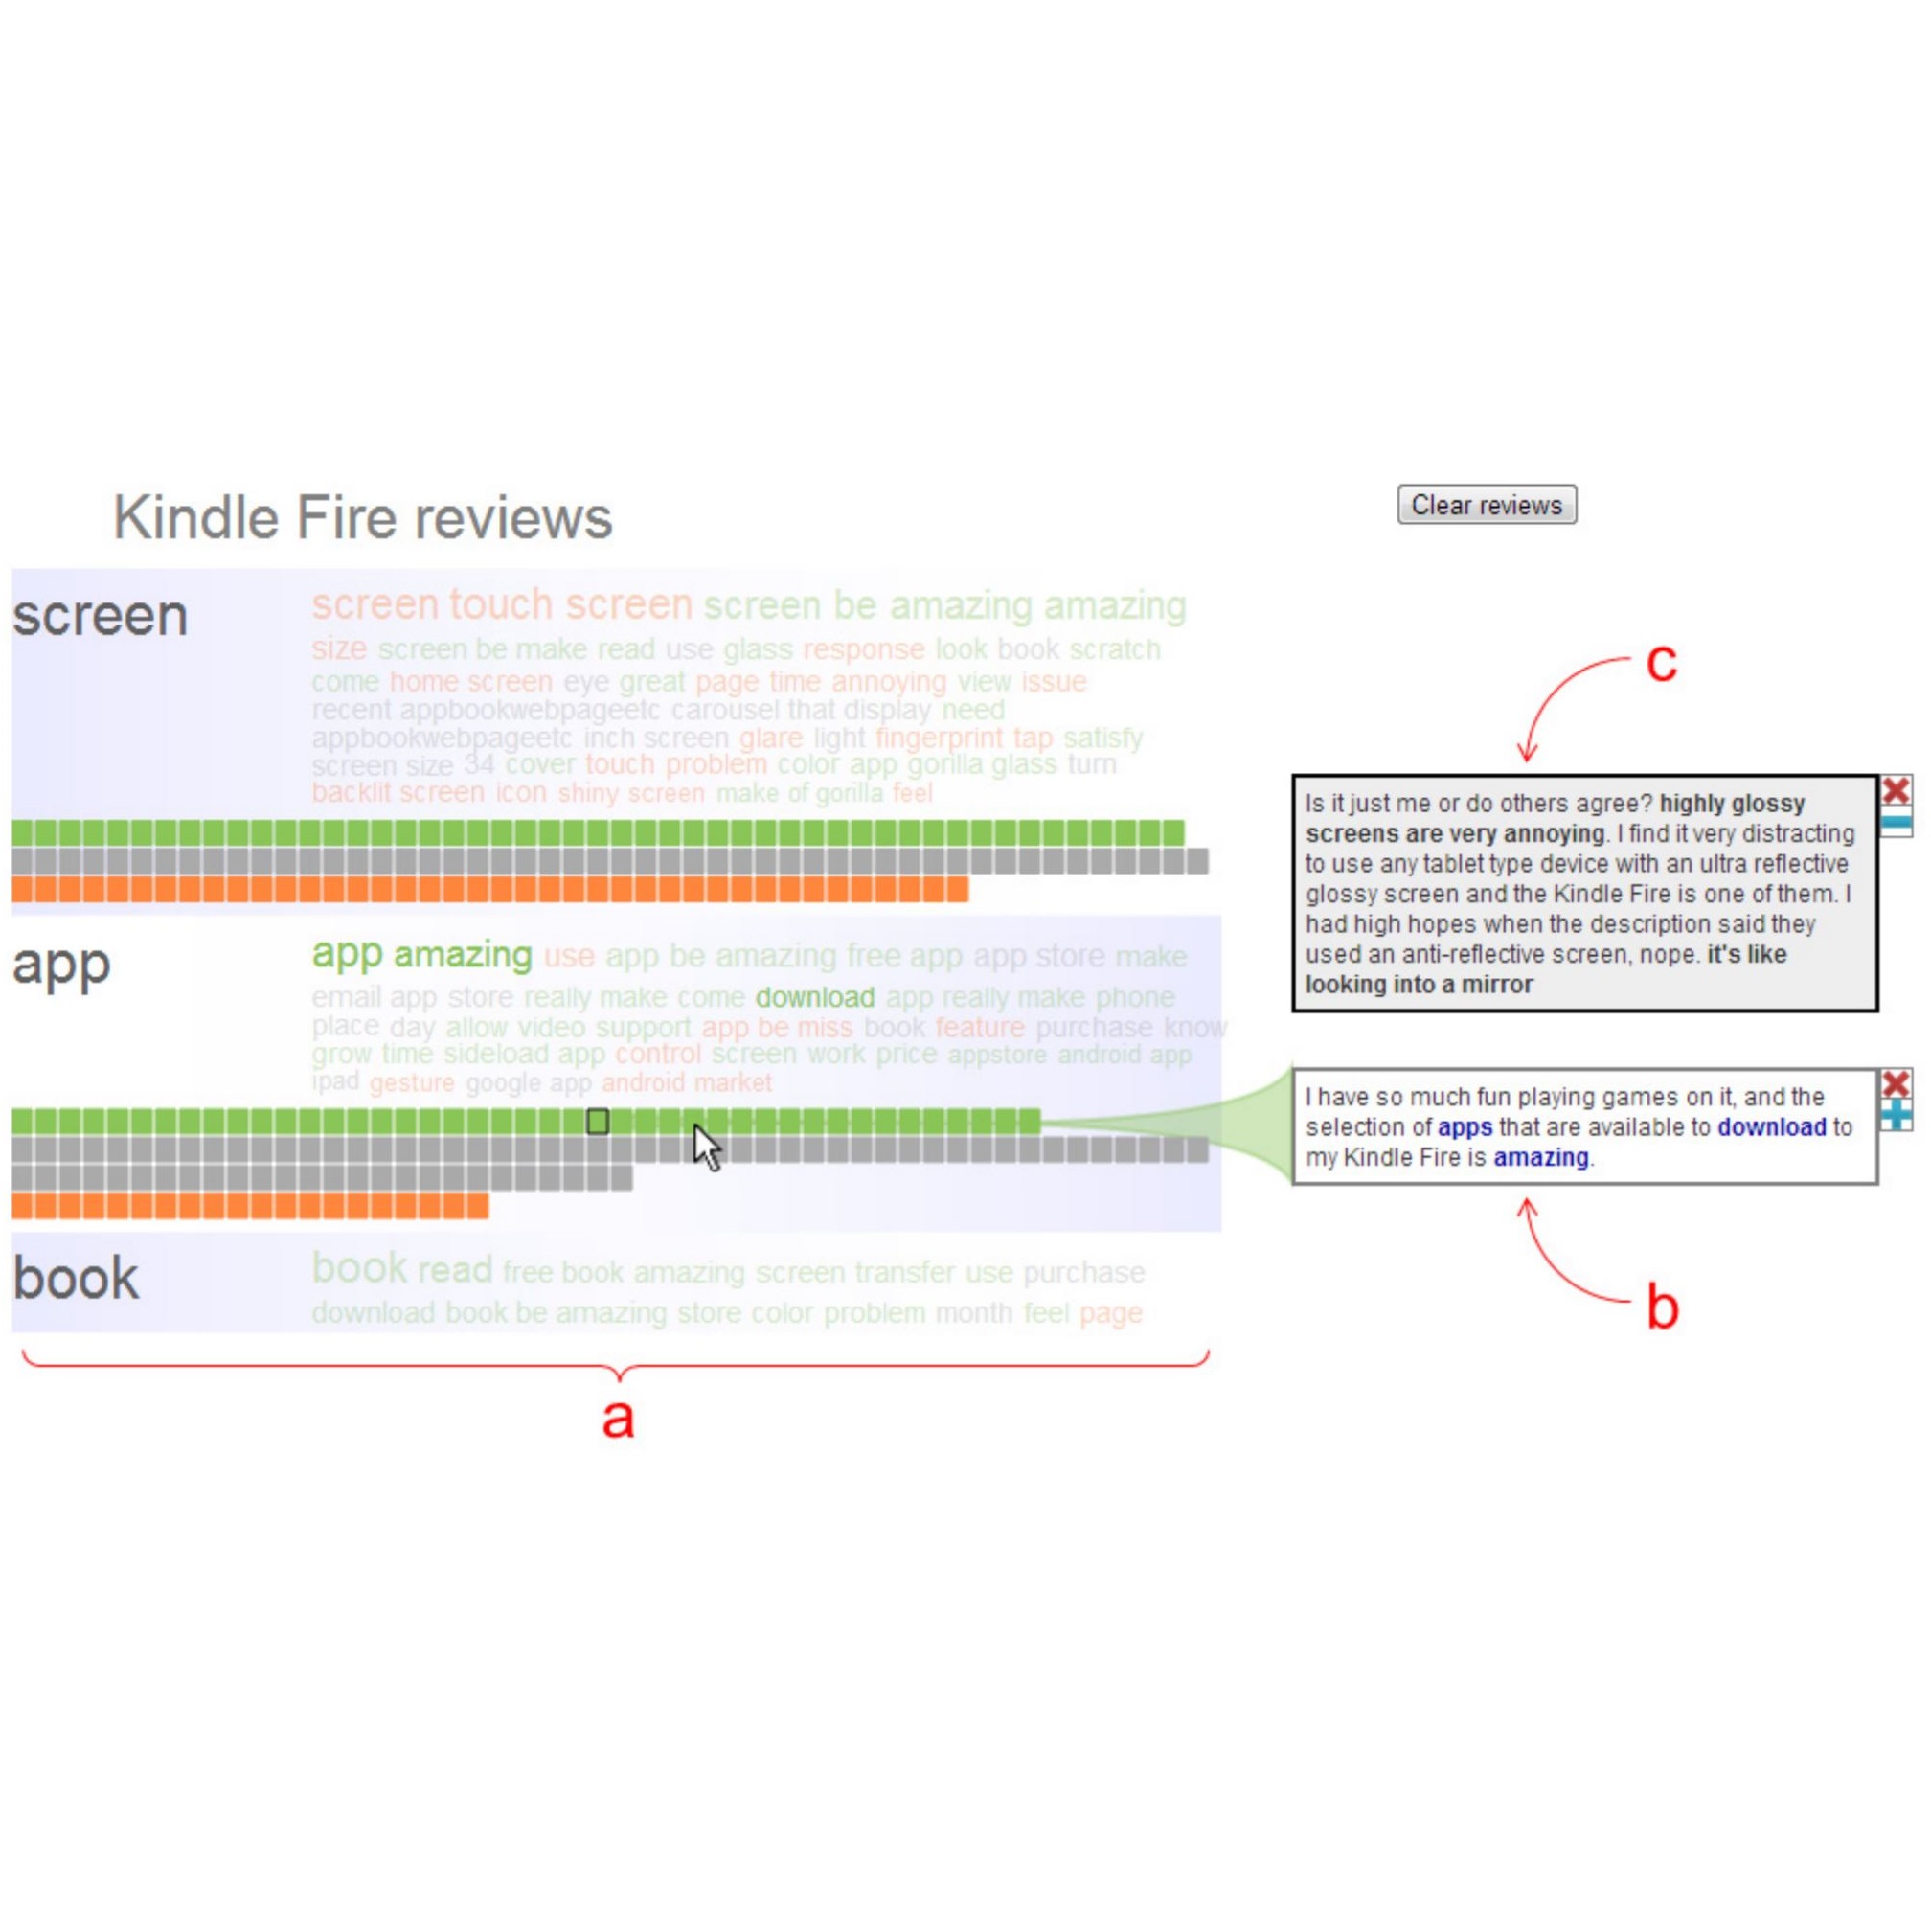 Kindle Fire reviews
Clear reviews
screen
screen touch screen screen be amazing amazing
size screen be make read use glass response look book scratch
come home screen eye great page time annoying view issue
recent appbookwebpageetc carousel that display need
appbookwebpageetc inch screen glare light fingerprint tap satisfy
screen size 34 cover touch problem color app gorilla glass turn
backlit screen icon shiny screen make of gorilla feel
app
app amazing use app be amazing free app app store make
email app store really make come download app really make phone
place day allow video support app be miss book feature purchase know
grow time sideload app control screen work price appstore android app
ipad gesture google app android market
book
book read free book amazing screen transfer use purchase
download book be amazing store color problem month feel page
a
c
Is it just me or do others agree? highly glossy
screens are very annoying. I find it very distracting
to use any tablet type device with an ultra reflective
glossy screen and the Kindle Fire is one of them. I
had high hopes when the description said they
used an anti-reflective screen, nope. it's like
looking into a mirror
I have so much fun playing games on it, and the
selection of apps that are available to download to
my Kindle Fire is amazing.
b